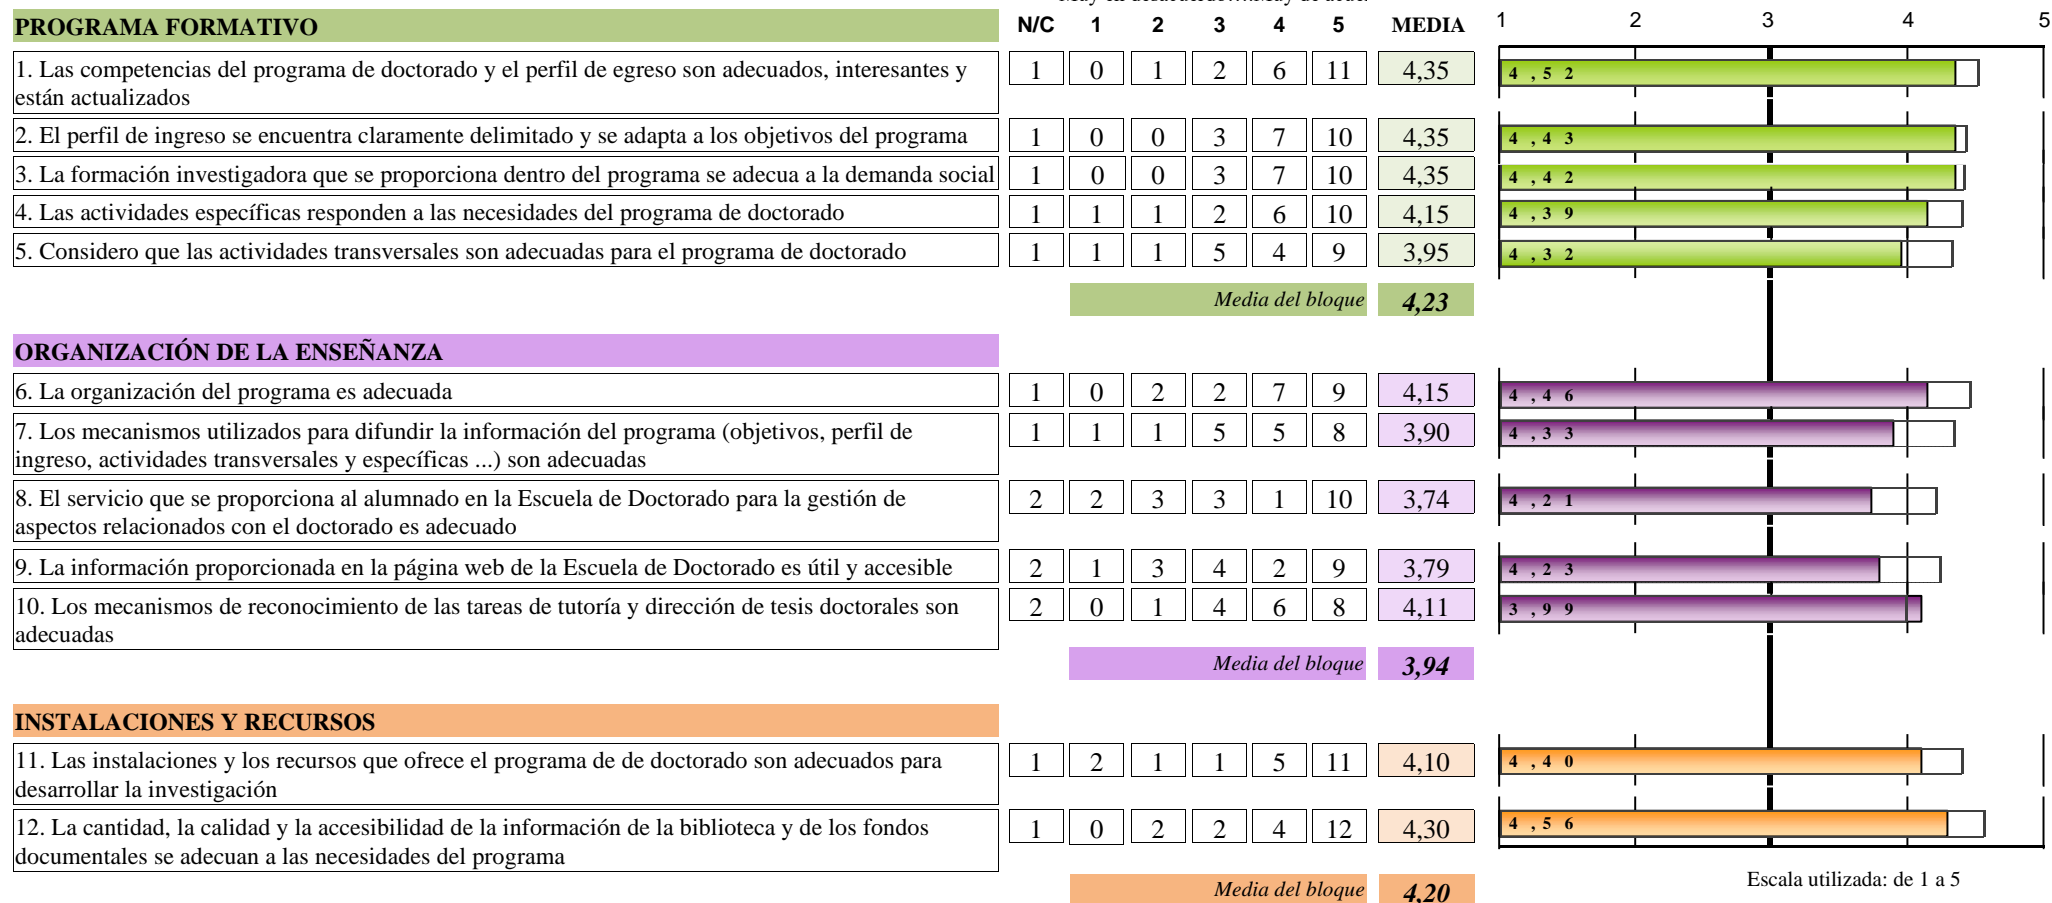 PROGRAMA FORMATIVO N/C 1 2 3 4 5 MEDIA 1 2 3 4 5
1. Las competencias del programa de doctorado y el perfil de egreso son adecuados, interesantes y 1 0 1 2 6 11 4,35 4,52
están actualizados
2. El perfil de ingreso se encuentra claramente delimitado y se adapta a los objetivos del programa 1 0 0 3 7 10 4,35 4,43
3. La formación investigadora que se proporciona dentro del programa se adecua a la demanda social 1 0 0 3 7 10 4,35 4,42
4. Las actividades específicas responden a las necesidades del programa de doctorado 1 1 1 2 6 10 4,15 4,39
5. Considero que las actividades transversales son adecuadas para el programa de doctorado 1 1 1 5 4 9 3,95 4,32
Media del bloque 4,23
ORGANIZACIÓN DE LA ENSEÑANZA
6. La organización del programa es adecuada 1 0 2 2 7 9 4,15 4,46
7. Los mecanismos utilizados para difundir la información del programa (objetivos, perfil de 1 1 1 5 5 8 3,90 4,33
ingreso, actividades transversales y específicas ...) son adecuadas
8. El servicio que se proporciona al alumnado en la Escuela de Doctorado para la gestión de 2 2 3 3 1 10 3,74 4,21
aspectos relacionados con el doctorado es adecuado
9. La información proporcionada en la página web de la Escuela de Doctorado es útil y accesible 2 1 3 4 2 9 3,79 4,23
10. Los mecanismos de reconocimiento de las tareas de tutoría y dirección de tesis doctorales son 2 0 1 4 6 8 4,11 3,99
adecuadas
Media del bloque 3,94
INSTALACIONES Y RECURSOS
11. Las instalaciones y los recursos que ofrece el programa de de doctorado son adecuados para 1 2 1 1 5 11 4,10 4,40
desarrollar la investigación
12. La cantidad, la calidad y la accesibilidad de la información de la biblioteca y de los fondos 1 0 2 2 4 12 4,30 4,56
documentales se adecuan a las necesidades del programa
Media del bloque 4,20 Escala utilizada: de 1 a 5